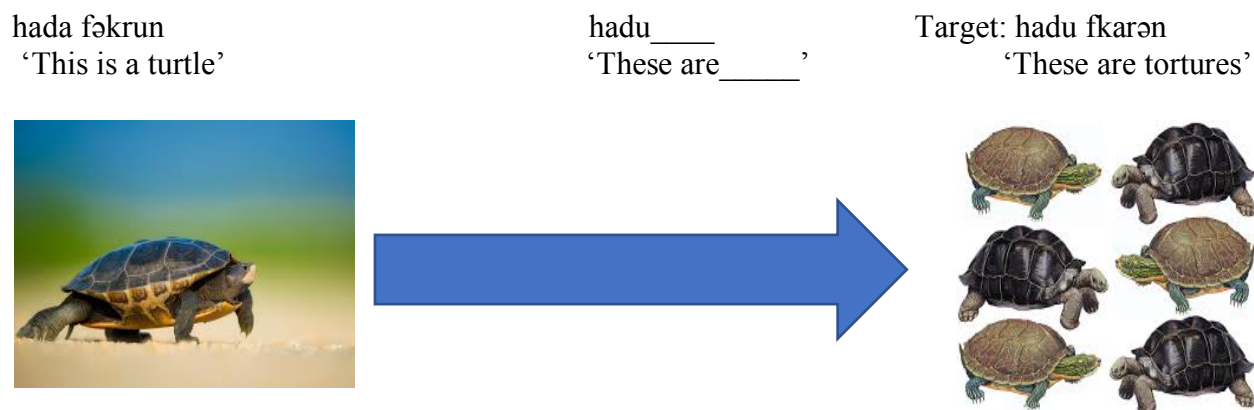 hada fəkrun
'This is a turtle'
hadu____
'These are_____'
Target: hadu fkarən
'These are tortures'